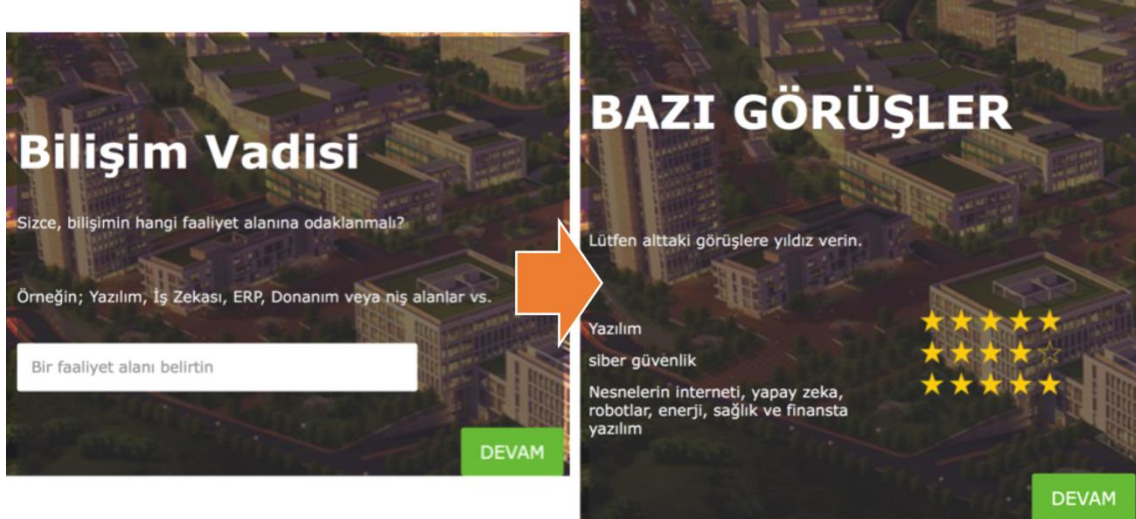 Bilişim Vadisi
Sizce, bilişimin hangi faaliyet alanına odaklanmalı?
Örneğin; Yazılım, İş Zekası, ERP, Donanım veya niş alanlar vs.
Bir faaliyet alanı belirtin
DEVAM
BAZI GÖRÜŞLER
Lütfen alttaki görüşlere yıldız verin.
Yazılım
siber güvenlik
Nesnelerin interneti, yapay zeka,
robotlar, enerji, sağlık ve finansta
yazılım
DEVAM